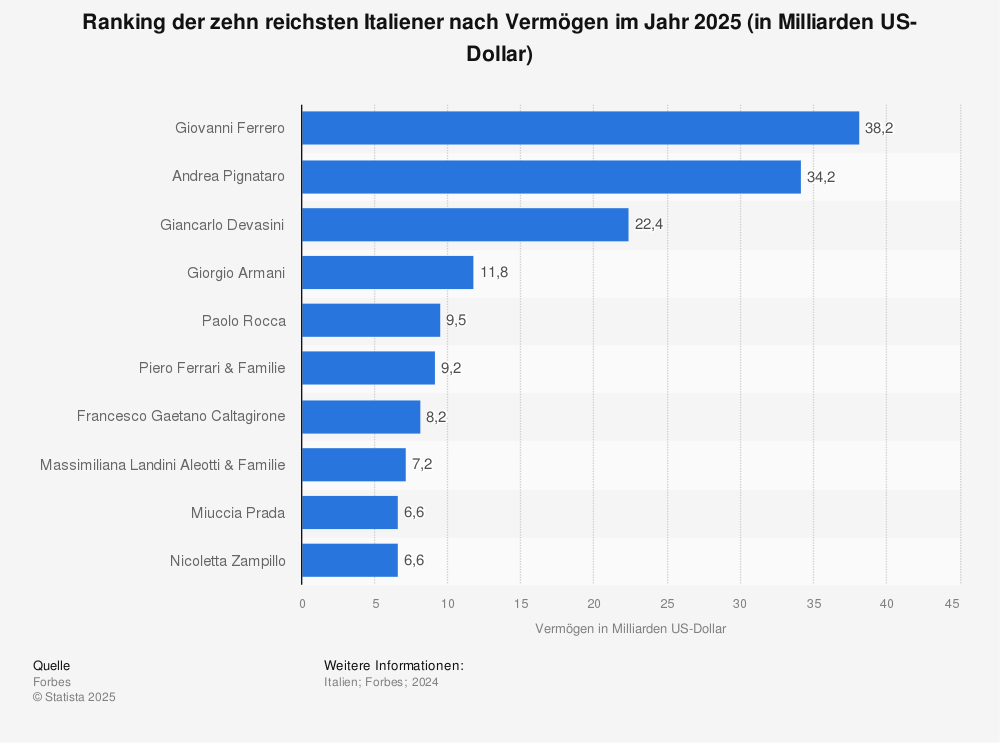 Ranking der zehn reichsten Italiener nach Vermögen im Jahr 2025 (in Milliarden US-
Dollar)
Giovanni Ferrero 38,2
Andrea Pignataro 34,2
Giancarlo Devasini 22,4
Giorgio Armani 11,8
Paolo Rocca 9,5
Piero Ferrari & Familie 9,2
Francesco Gaetano Caltagirone 8,2
Massimiliana Landini Aleotti & Familie 7,2
Miuccia Prada 6,6
Nicoletta Zampillo 6,6
0 5 10 15 20 25 30 35 40 45
Vermögen in Milliarden US-Dollar
Quelle
Forbes
© Statista 2025
Weitere Informationen:
Italien; Forbes; 2024